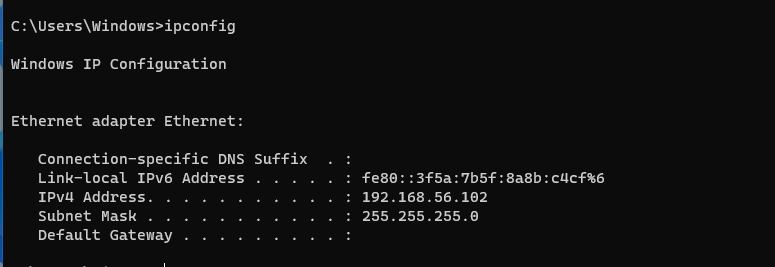 C:\Users\Windows>ipconfig
Windows IP Configuration
Ethernet adapter Ethernet:
Connection-specific DNS Suffix  . :
Link-local IPv6 Address . . . . . : fe80::3f5a:7b5f:8a8b:c4cf%6
IPv4 Address. . . . . . . . . . . : 192.168.56.102
Subnet Mask . . . . . . . . . . . : 255.255.255.0
Default Gateway . . . . . . . . . :